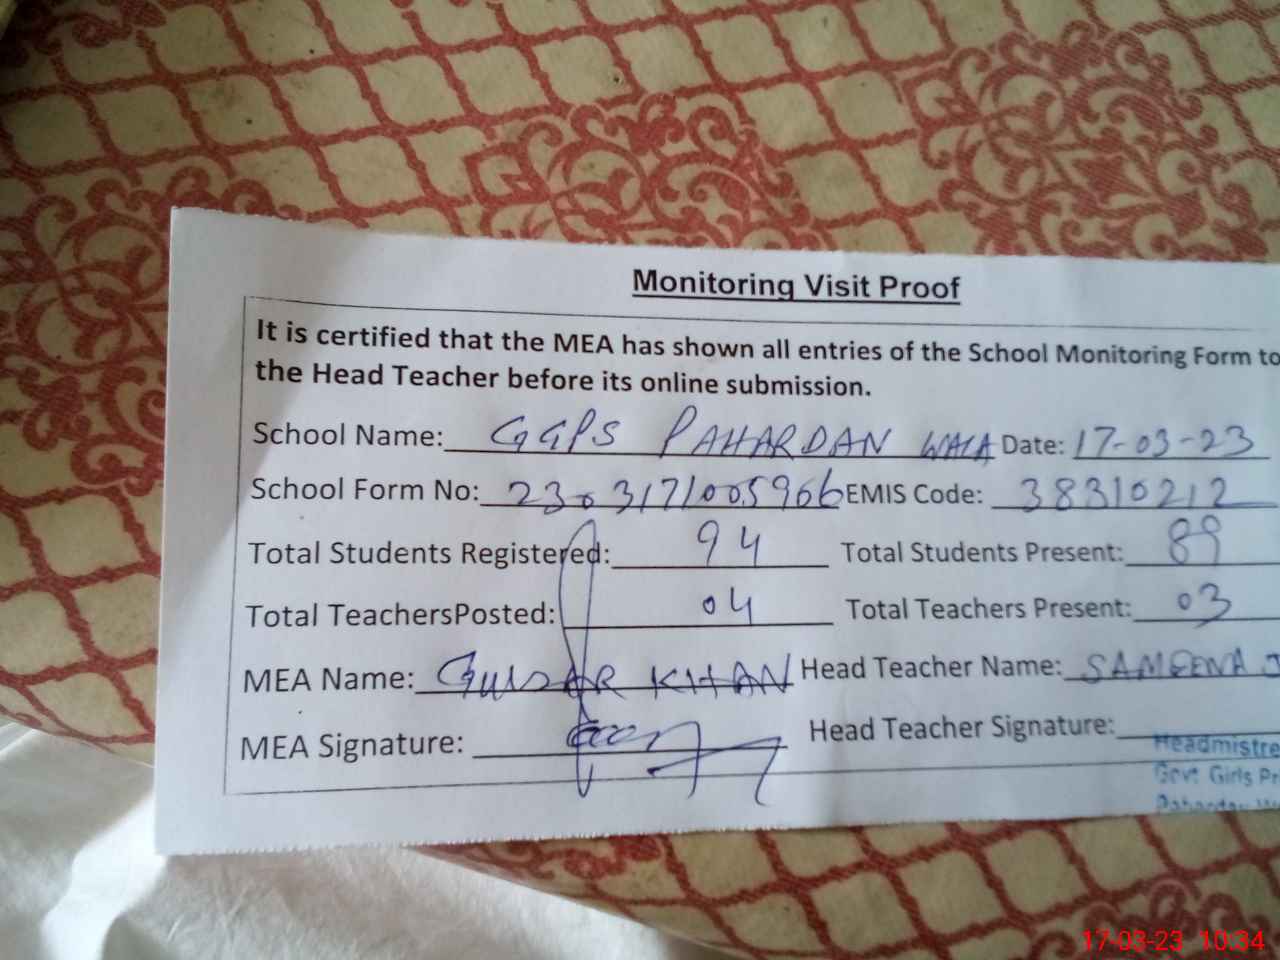 Monitoring Visit Proof
It is certified that the MEA has shown all entries of the School Monitoring Form to
the Head Teacher before its online submission.
School Name: GGPS PAHARDAN WALA Date: 17-03-23
School Form No: 2303171005966 EMIS Code: 38310212
Total Students Registered: 94 Total Students Present: 89
Total TeachersPosted: 04 Total Teachers Present: 03
MEA Name: GULZAR KHAN Head Teacher Name: SAMEENA
MEA Signature: Head Teacher Signature:
Headmistre
Govt Girls Pr
17-03-23 10:34